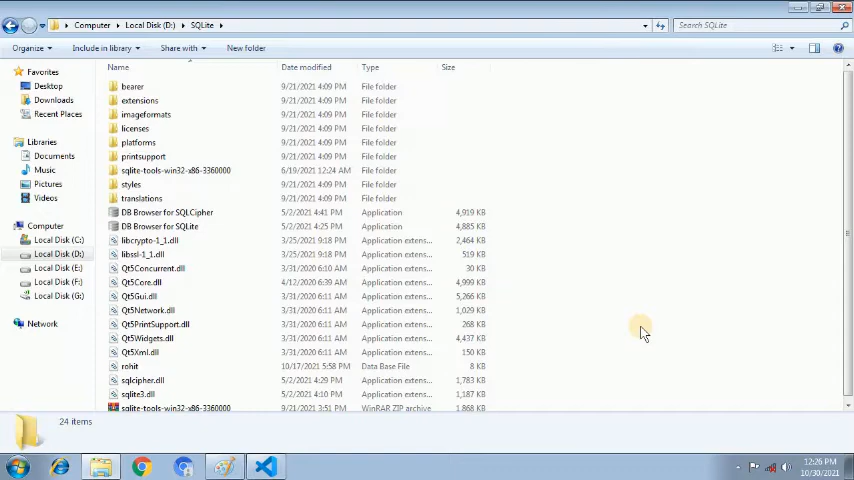 Computer Local Disk (D:) SQLite Search SQLite
Organize Include in library Share with New folder
Name Date modified Type Size
Favorites
Desktop
Downloads
Recent Places
Libraries
Documents
Music
Pictures
Videos
Computer
Local Disk (C:)
Local Disk (D:)
Local Disk (E:)
Local Disk (F:)
Local Disk (G:)
Network
bearer 9/21/2021 4:09 PM File folder
extensions 9/21/2021 4:09 PM File folder
imageformats 9/21/2021 4:09 PM File folder
licenses 9/21/2021 4:09 PM File folder
platforms 9/21/2021 4:09 PM File folder
printsupport 9/21/2021 4:09 PM File folder
sqlite-tools-win32-x86-3360000 6/19/2021 12:24 AM File folder
styles 9/21/2021 4:09 PM File folder
translations 9/21/2021 4:09 PM File folder
DB Browser for SQLCipher 5/2/2021 4:41 PM Application 4,919 KB
DB Browser for SQLite 5/2/2021 4:25 PM Application 4,885 KB
libcrypto-1_1.dll 3/25/2021 9:18 PM Application extens... 2,464 KB
libssl-1_1.dll 3/25/2021 9:18 PM Application extens... 519 KB
Qt5Concurrent.dll 3/31/2020 6:10 AM Application extens... 30 KB
Qt5Core.dll 4/12/2020 6:39 AM Application extens... 4,999 KB
Qt5Gui.dll 3/31/2020 6:11 AM Application extens... 5,266 KB
Qt5Network.dll 3/31/2020 6:11 AM Application extens... 1,029 KB
Qt5PrintSupport.dll 3/31/2020 6:11 AM Application extens... 268 KB
Qt5Widgets.dll 3/31/2020 6:11 AM Application extens... 4,437 KB
Qt5Xml.dll 3/31/2020 6:11 AM Application extens... 150 KB
rohit 10/17/2021 5:58 PM Data Base File 8 KB
sqlcipher.dll 5/2/2021 4:29 PM Application extens... 1,783 KB
sqlite3.dll 5/2/2021 4:10 PM Application extens... 1,187 KB
sqlite-tools-win32-x86-3360000 9/21/2021 3:51 PM WinRAR ZIP archive 1,868 KB
24 items
12:26 PM
10/30/2021